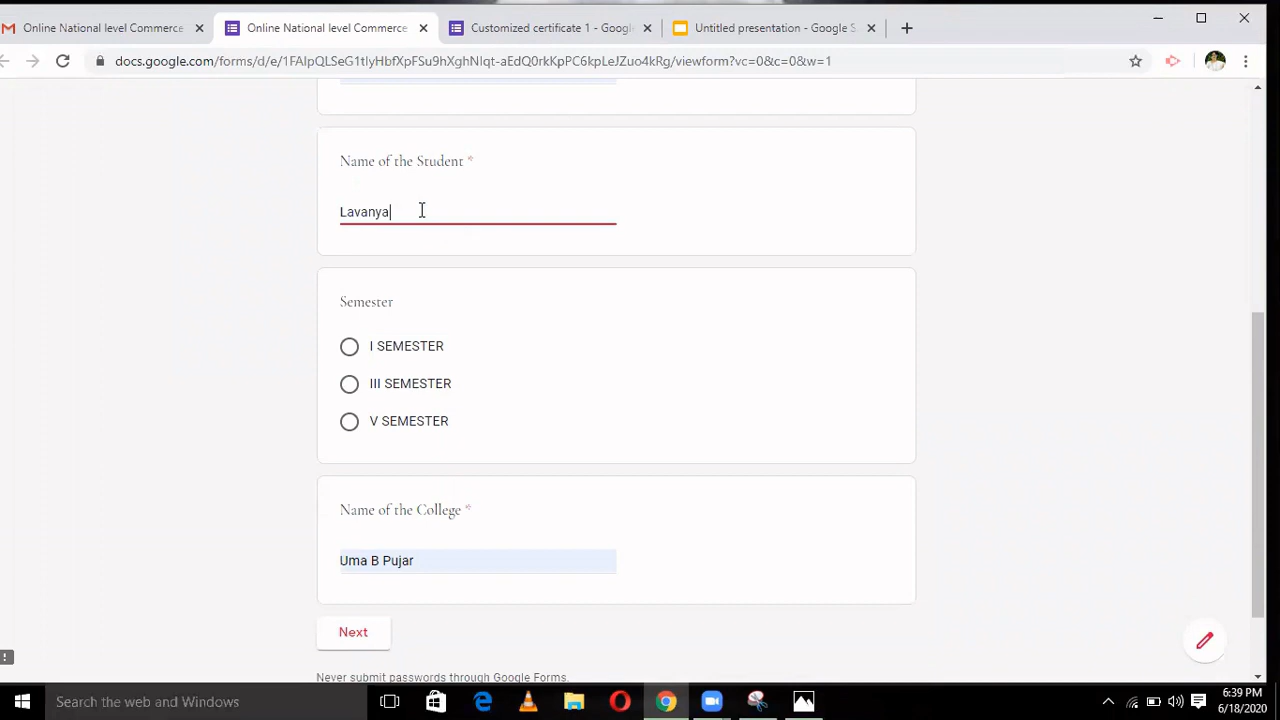 Online National level Commerce
Online National level Commerce
Customized certificate 1 - Googl
Untitled presentation - Google S
docs.google.com/forms/d/e/1FAIpQLSeG1tlyHbfXpFSu9hXghNIqt-aEdQ0rkKpPC6kpLeJZuo4kRg/viewform?vc=0&c=0&w=1
Name of the Student *
Lavanya
Semester
I SEMESTER
III SEMESTER
V SEMESTER
Name of the College *
Uma B Pujar
Next
Never submit passwords through Google Forms.
Search the web and Windows
6:39 PM
6/18/2020